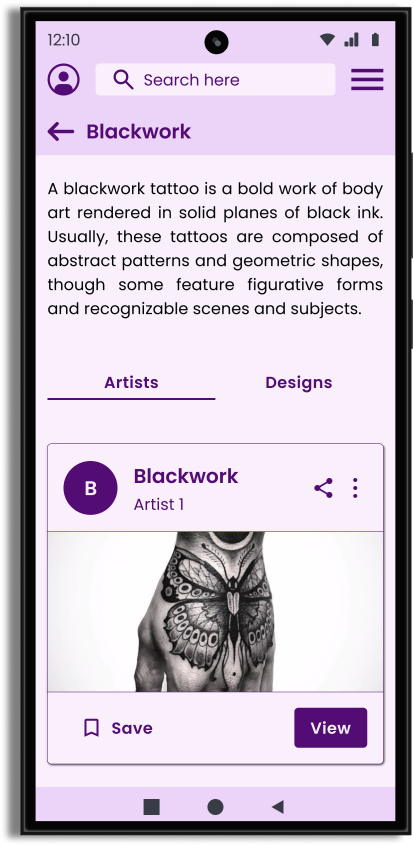 12:10
Search here
Blackwork
A blackwork tattoo is a bold work of body
art rendered in solid planes of black ink.
Usually, these tattoos are composed of
abstract patterns and geometric shapes,
though some feature figurative forms
and recognizable scenes and subjects.
Artists Designs
B
Blackwork
Artist 1
Save
View